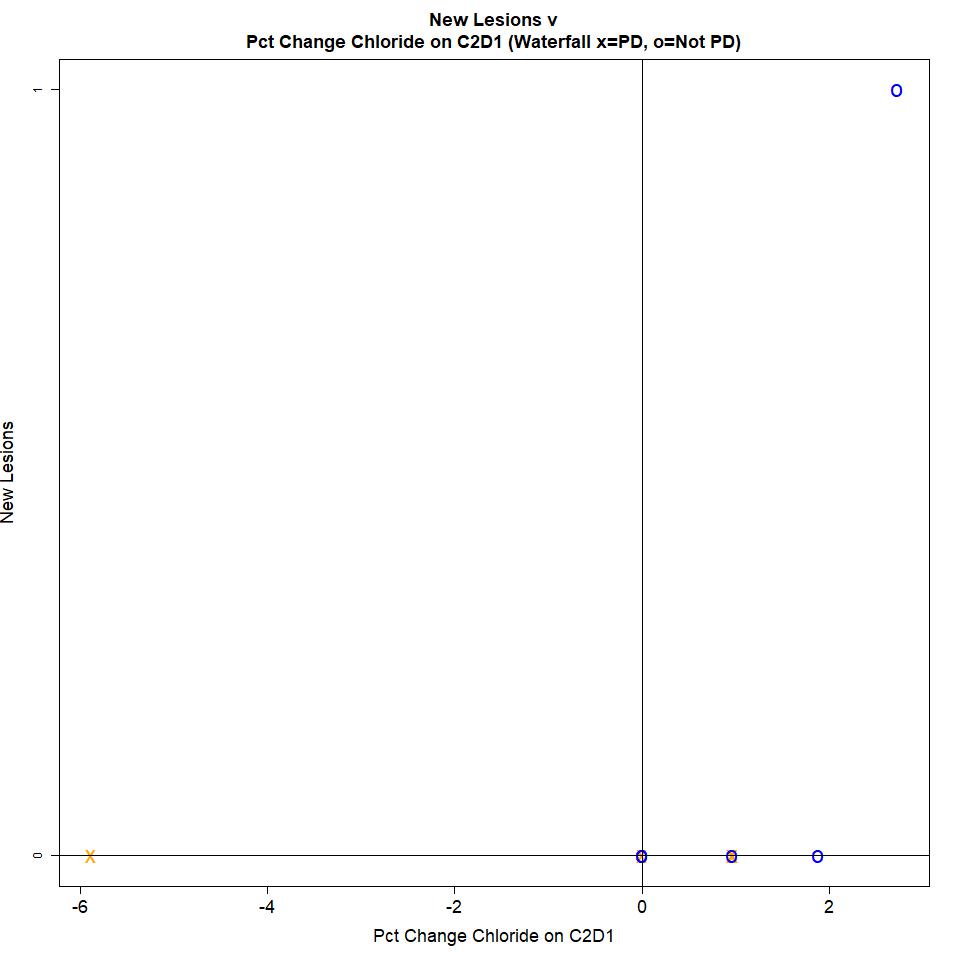 New Lesions v
Pct Change Chloride on C2D1 (Waterfall x=PD, o=Not PD)
1
New Lesions
0
x
o
o
x
o
o
-6
-4
-2
0
2
Pct Change Chloride on C2D1